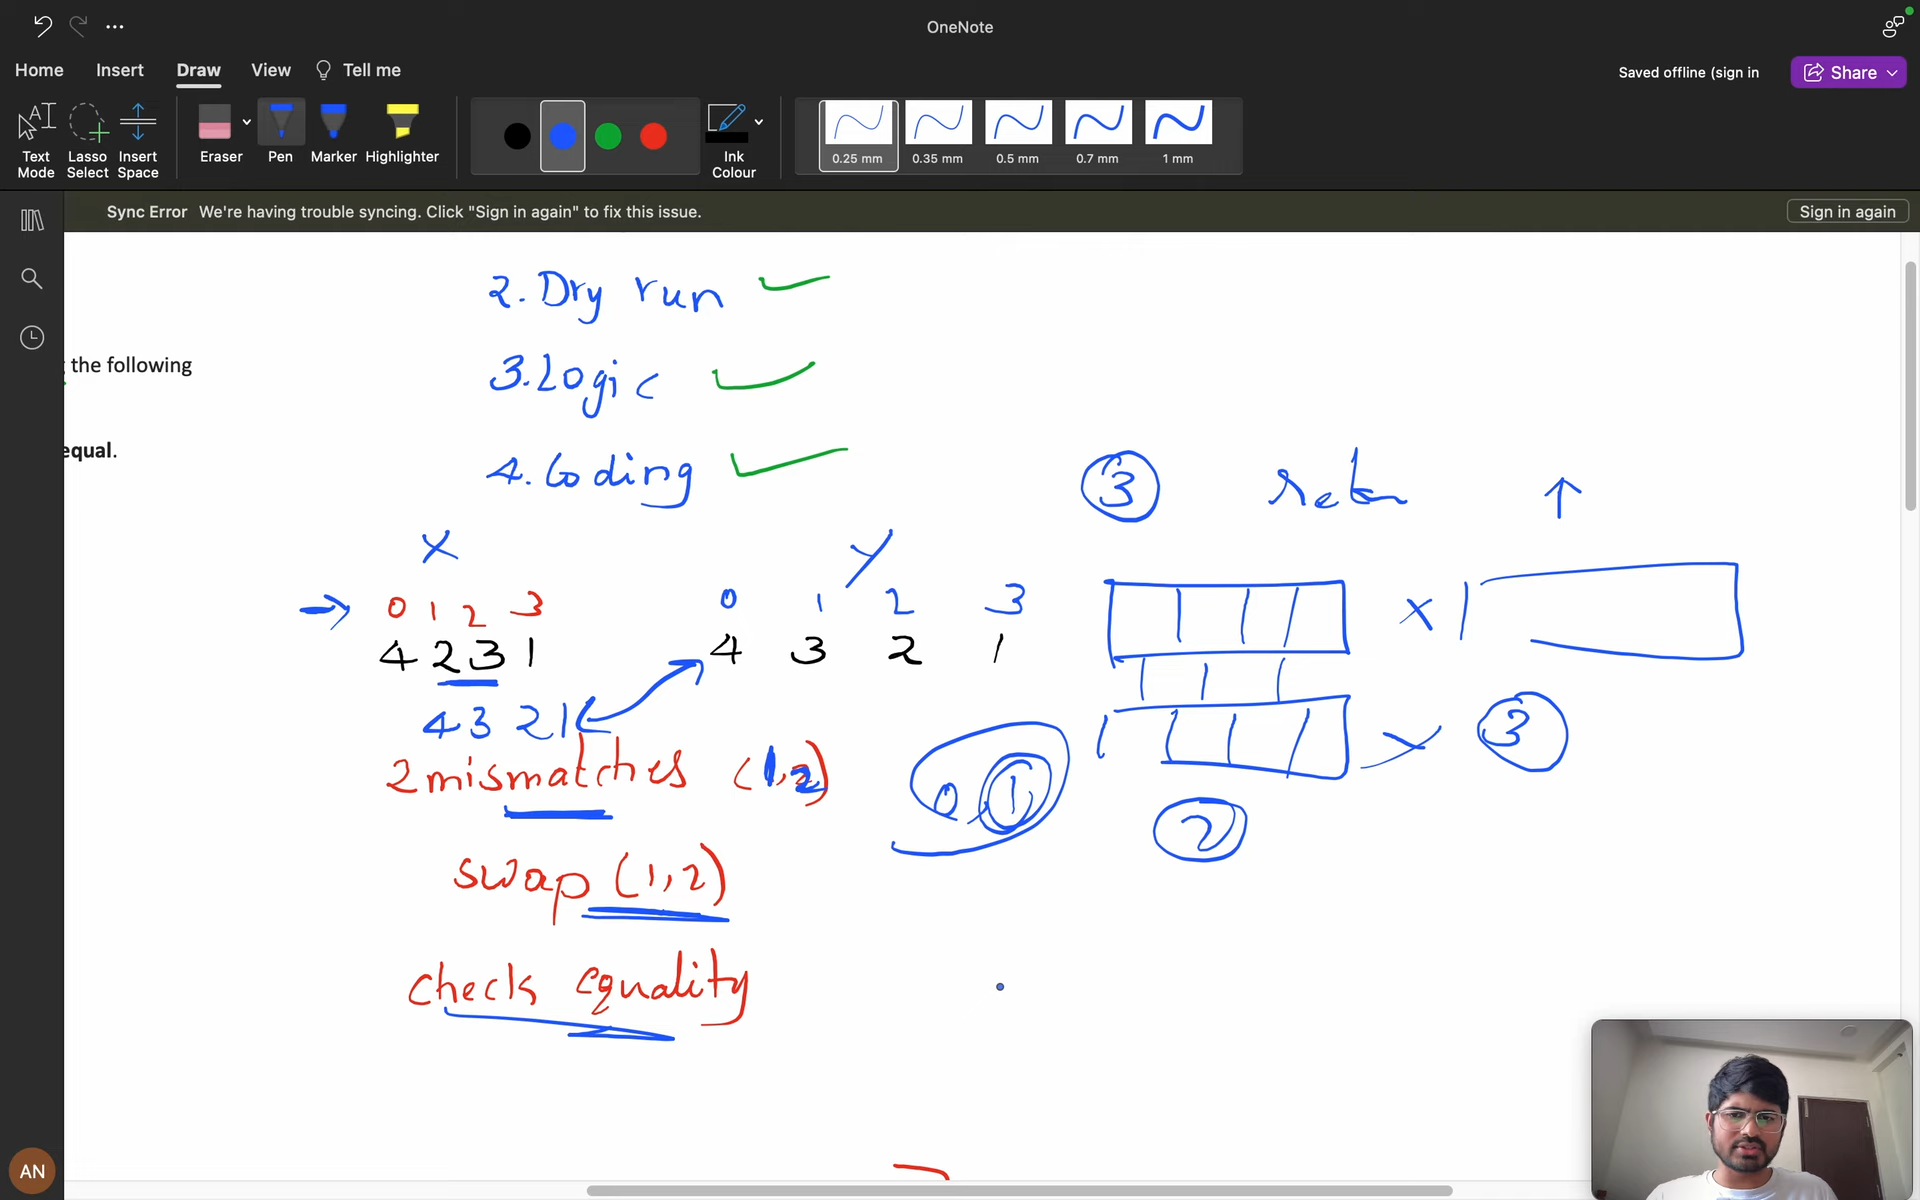 OneNote
Home Insert Draw View Tell me
Saved offline (sign in
Share
Text Mode
Lasso Select
Insert Space
Eraser
Pen
Marker
Highlighter
Ink Colour
0.25 mm
0.35 mm
0.5 mm
0.7 mm
1 mm
Sync Error We're having trouble syncing. Click "Sign in again" to fix this issue.
Sign in again
2. Dry run
the following
3. Logic
equal.
4. Coding
3
X Y
0 1 2 3 0 1 2 3
4 2 3 1 4 3 2 1
X
4 3 2 1
Y 3
2 mismatches (1,2)
0, 1
2
swap (1,2)
check equality
AN